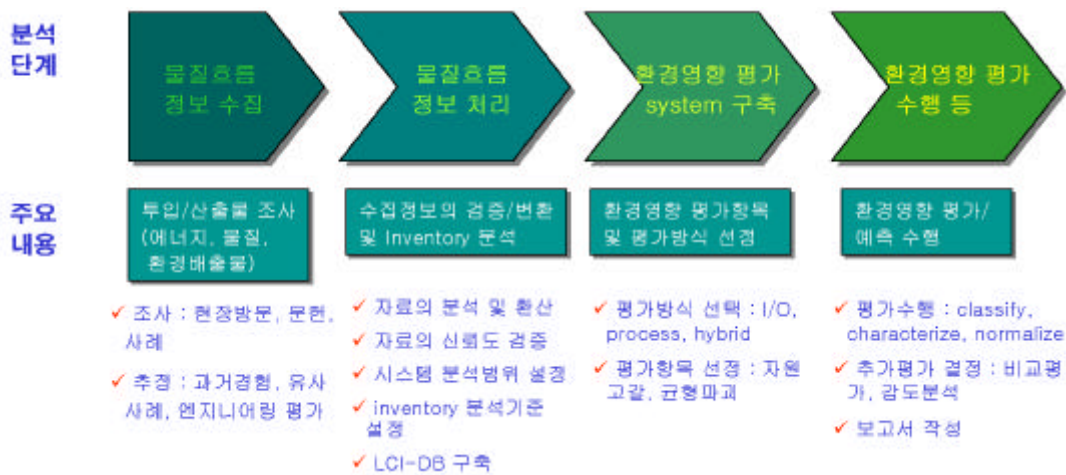 분석
단계
물질흐름
정보 수집
물질흐름
정보 처리
환경영향 평가
system 구축
환경영향 평가
수행 등
주요
내용
투입/산출물 조사
(에너지, 물질,
환경배출물)
수집정보의 검증/변환
및 Inventory 분석
환경영향 평가항목
및 평가방식 선정
환경영향 평가/
예측 수행
✓ 조사 : 현장방문, 문헌,
사례
✓ 추정 : 과거경험, 유사
사례, 엔지니어링 평가
✓ 자료의 분석 및 환산
✓ 자료의 신뢰도 검증
✓ 시스템 분석범위 설정
✓ inventory 분석기준
설정
✓ LCI-DB 구축
✓ 평가방식 선택 : I/O,
process, hybrid
✓ 평가항목 선정 : 자원
고갈, 균형파괴
✓ 평가수행 : classify,
characterize, normalize
✓ 추가평가 결정 : 비교평
가, 감도분석
✓ 보고서 작성